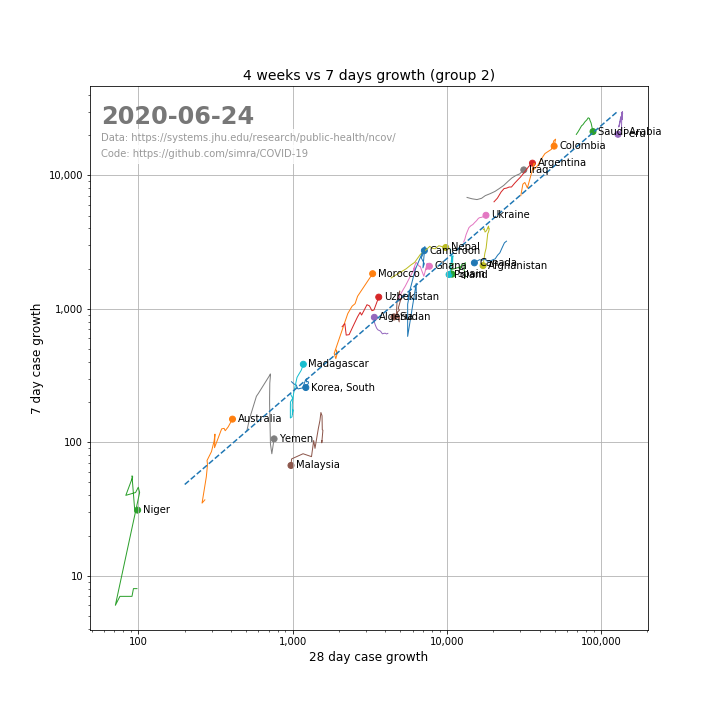 4 weeks vs 7 days growth (group 2)
2020-06-24
Data: https://systems.jhu.edu/research/public-health/ncov/
Code: https://github.com/simra/COVID-19
7 day case growth
10,000
1,000
100
10
Saudi Arabia
Peru
Colombia
Argentina
Iraq
Ukraine
Nepal
Cameroon
Canada
Ghana
Afghanistan
Morocco
Spain
Poland
Uzbekistan
Algeria
Sudan
Madagascar
Korea, South
Australia
Yemen
Malaysia
Niger
100
1,000
10,000
100,000
28 day case growth